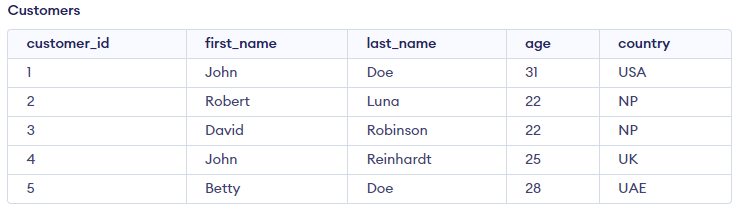 Customers
customer_id first_name last_name age country
1 John Doe 31 USA
2 Robert Luna 22 NP
3 David Robinson 22 NP
4 John Reinhardt 25 UK
5 Betty Doe 28 UAE